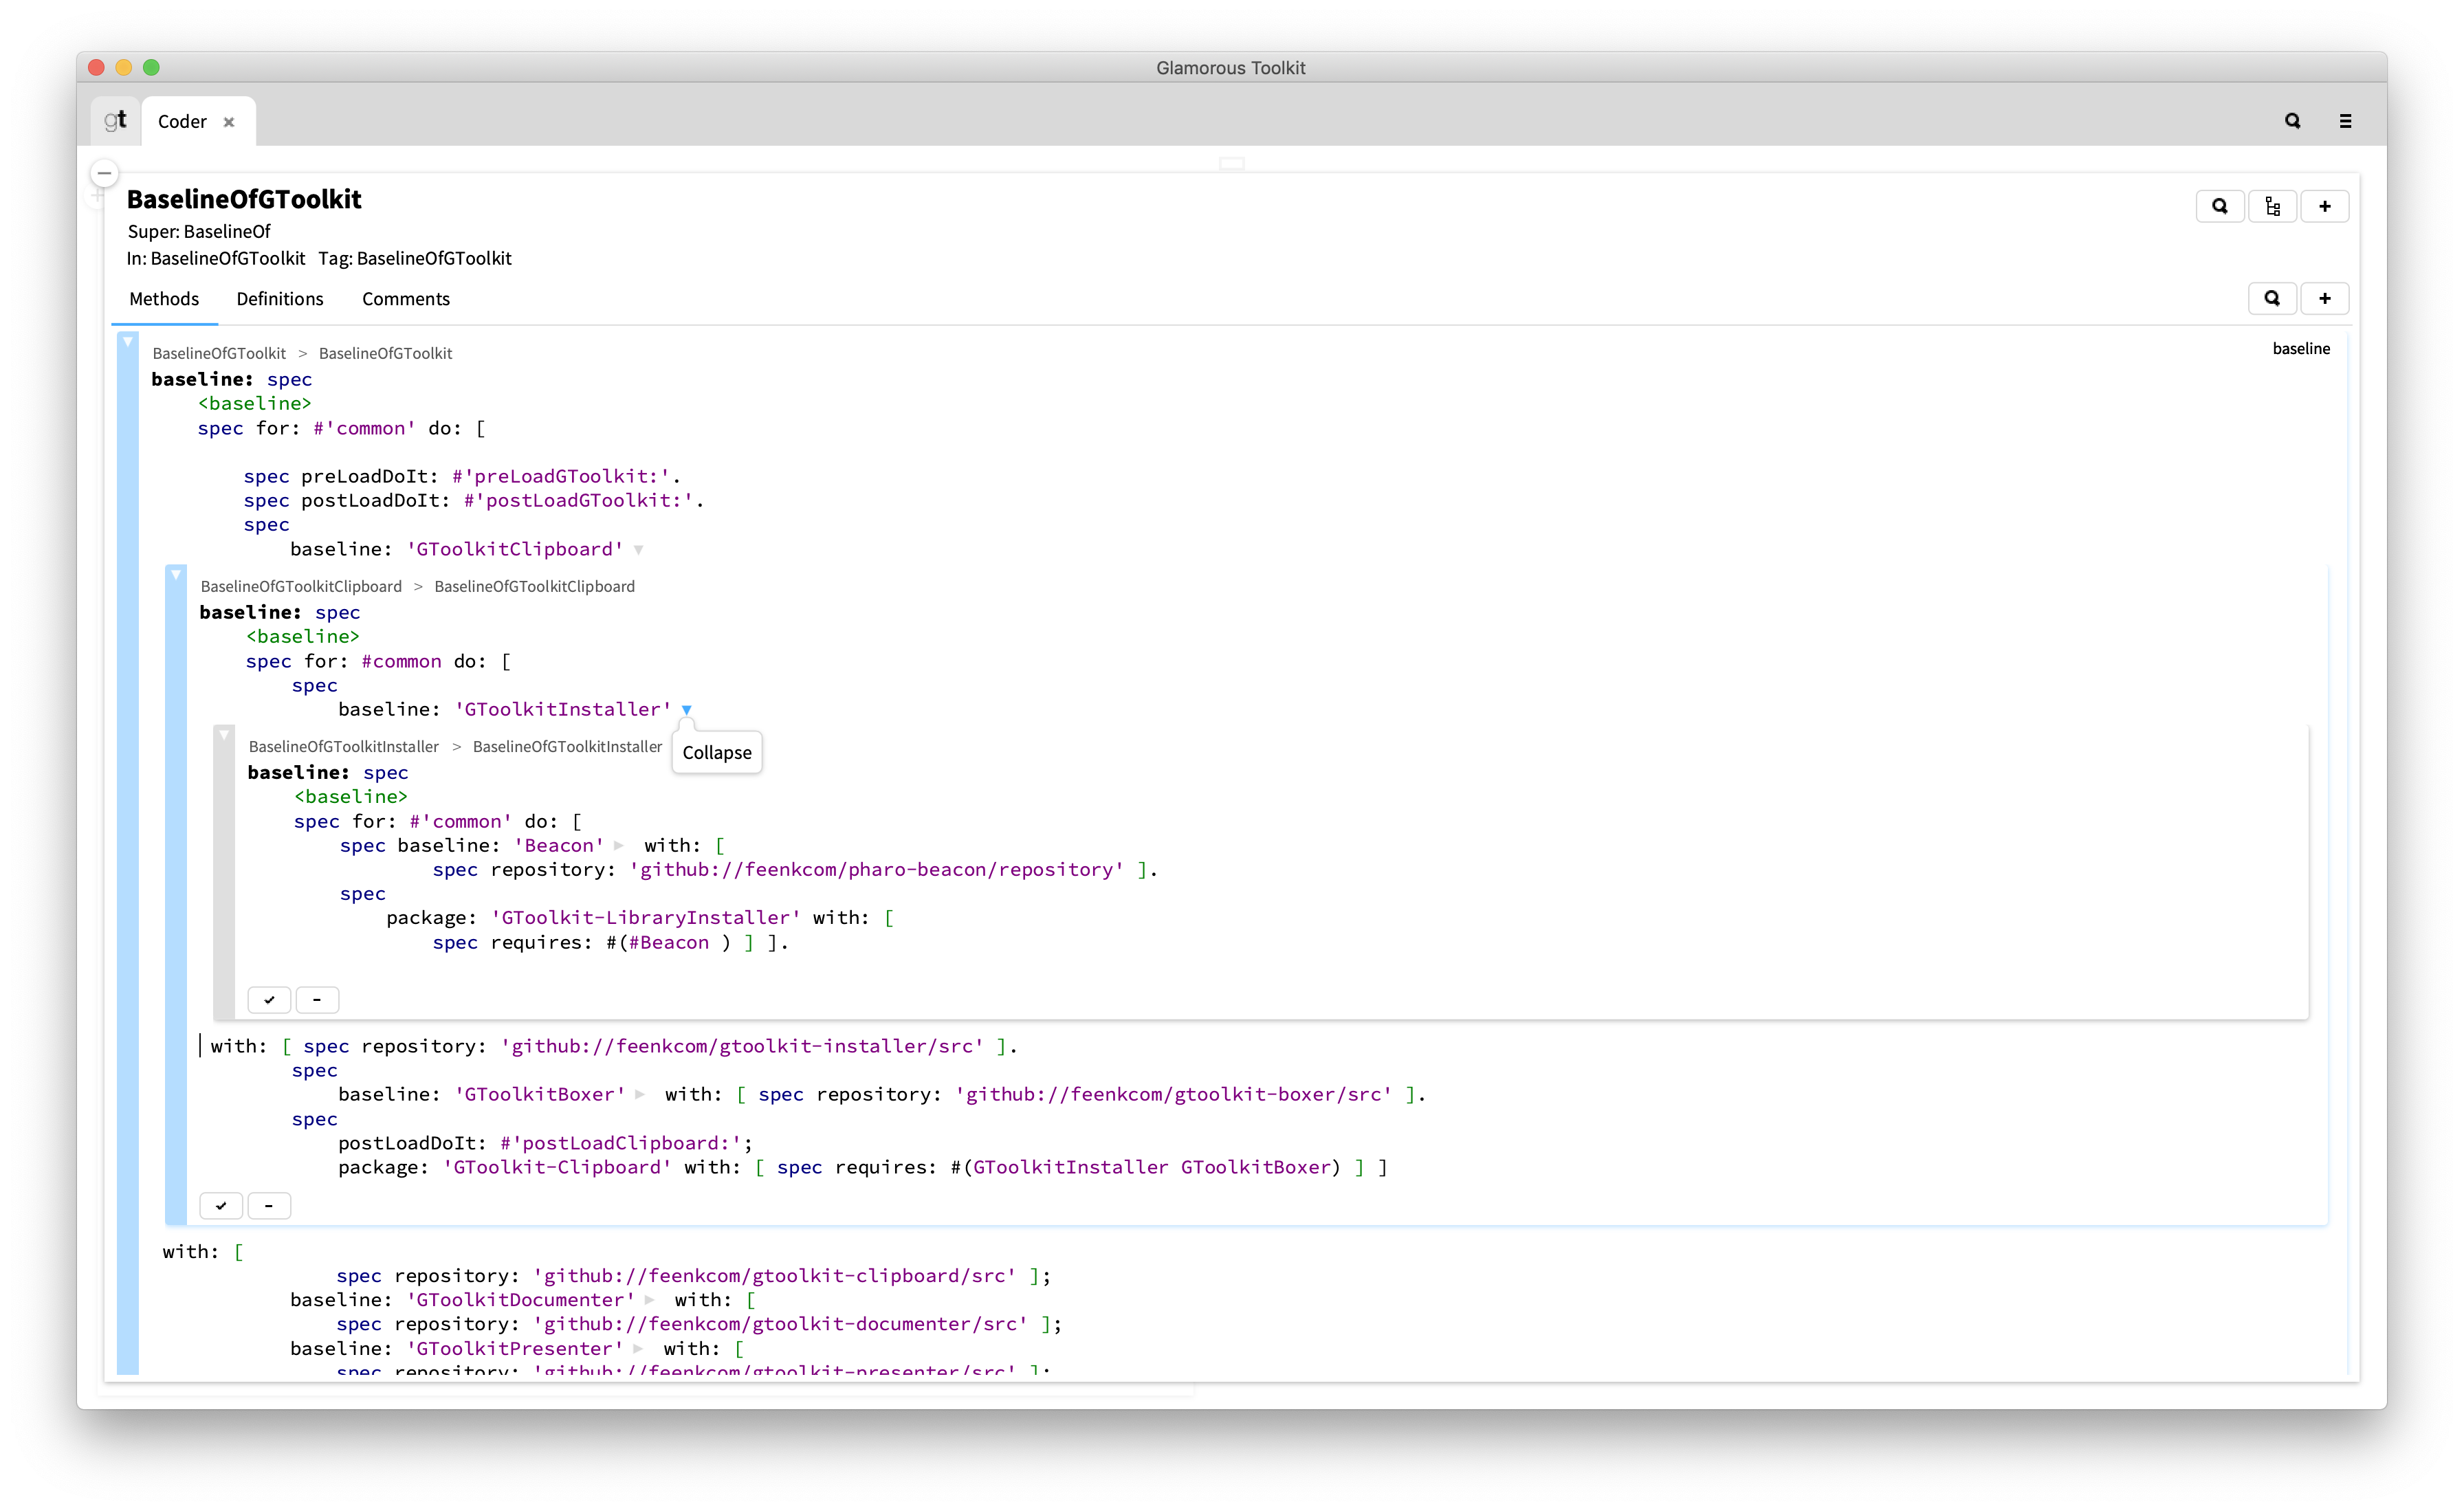 Glamorous Toolkit
gt
Coder ×
BaselineOfGToolkit
Super: BaselineOf
In: BaselineOfGToolkit Tag: BaselineOfGToolkit
Methods Definitions Comments
BaselineOfGToolkit > BaselineOfGToolkit baseline
baseline: spec
<baseline>
spec for: #'common' do: [
spec preLoadDoIt: #'preLoadGToolkit:'.
spec postLoadDoIt: #'postLoadGToolkit:'.
spec
baseline: 'GToolkitClipboard'
BaselineOfGToolkitClipboard > BaselineOfGToolkitClipboard
baseline: spec
<baseline>
spec for: #common do: [
spec
baseline: 'GToolkitInstaller'
BaselineOfGToolkitInstaller > BaselineOfGToolkitInstaller
Collapse
baseline: spec
<baseline>
spec for: #'common' do: [
spec baseline: 'Beacon' with: [
spec repository: 'github://feenkcom/pharo-beacon/repository' ].
spec
package: 'GToolkit-LibraryInstaller' with: [
spec requires: #(#Beacon ) ] ].
with: [ spec repository: 'github://feenkcom/gtoolkit-installer/src' ].
spec
baseline: 'GToolkitBoxer' with: [ spec repository: 'github://feenkcom/gtoolkit-boxer/src' ].
spec
postLoadDoIt: #'postLoadClipboard:';
package: 'GToolkit-Clipboard' with: [ spec requires: #(GToolkitInstaller GToolkitBoxer) ] ]
with: [
spec repository: 'github://feenkcom/gtoolkit-clipboard/src' ];
baseline: 'GToolkitDocumenter' with: [
spec repository: 'github://feenkcom/gtoolkit-documenter/src' ];
baseline: 'GToolkitPresenter' with: [
spec repository: 'github://feenkcom/gtoolkit-presenter/src' ];